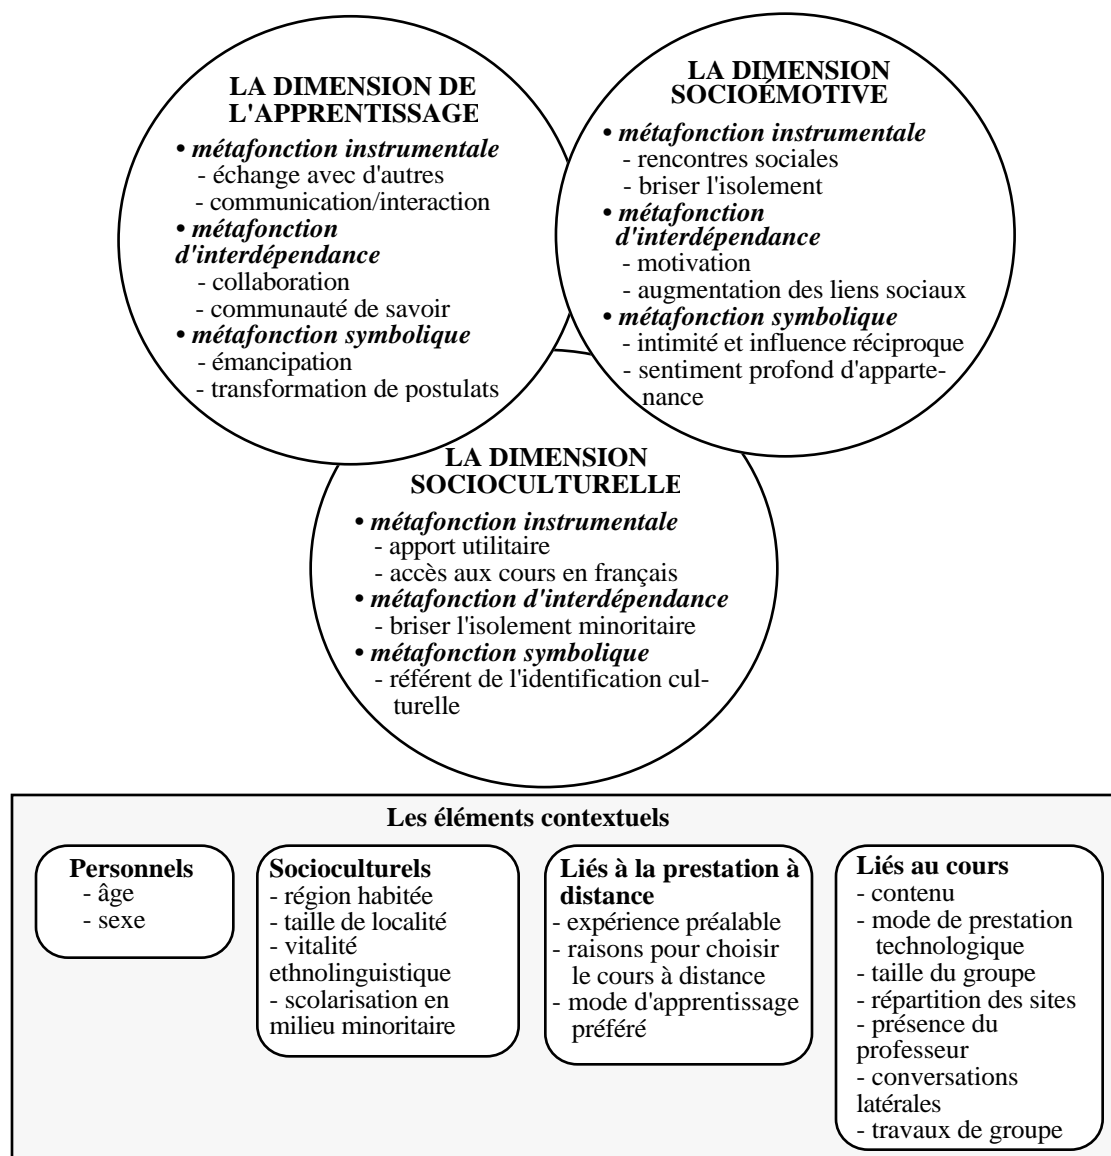 LA DIMENSION DE
L'APPRENTISSAGE
• métafonction instrumentale
- échange avec d'autres
- communication/interaction
• métafonction
d'interdépendance
- collaboration
- communauté de savoir
• métafonction symbolique
- émancipation
- transformation de postulats
LA DIMENSION
SOCIOÉMOTIVE
• métafonction instrumentale
- rencontres sociales
- briser l'isolement
• métafonction
d'interdépendance
- motivation
- augmentation des liens sociaux
• métafonction symbolique
- intimité et influence réciproque
- sentiment profond d'apparte-
nance
LA DIMENSION
SOCIOCULTURELLE
• métafonction instrumentale
- apport utilitaire
- accès aux cours en français
• métafonction d'interdépendance
- briser l'isolement minoritaire
• métafonction symbolique
- référent de l'identification cul-
turelle
Les éléments contextuels
Personnels
- âge
- sexe
Socioculturels
- région habitée
- taille de localité
- vitalité
ethnolinguistique
- scolarisation en
milieu minoritaire
Liés à la prestation à
distance
- expérience préalable
- raisons pour choisir
le cours à distance
- mode d'apprentissage
préféré
Liés au cours
- contenu
- mode de prestation
technologique
- taille du groupe
- répartition des sites
- présence du
professeur
- conversations
latérales
- travaux de groupe